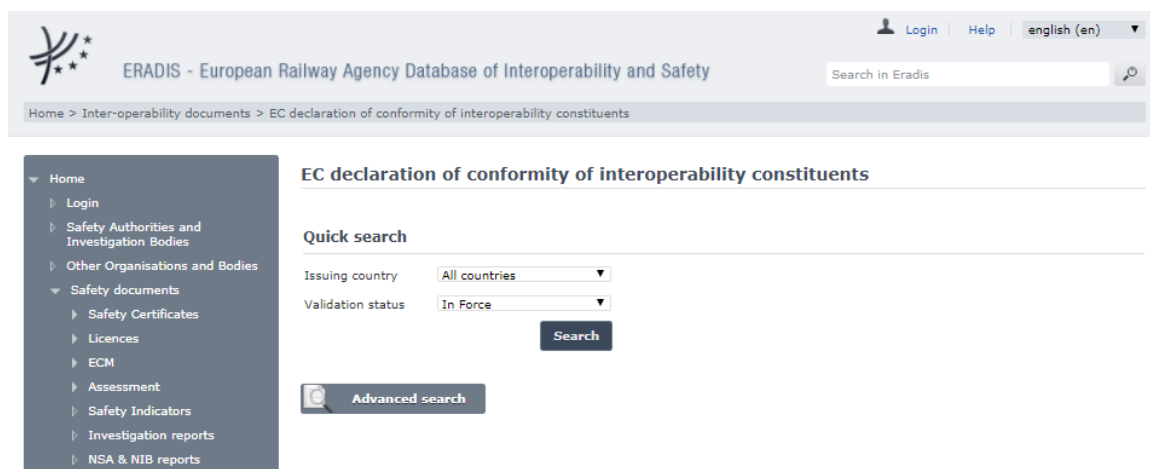 Login Help english (en)
ERADIS - European Railway Agency Database of Interoperability and Safety
Search in Eradis
Home > Inter-operability documents > EC declaration of conformity of interoperability constituents
Home
Login
Safety Authorities and
Investigation Bodies
Other Organisations and Bodies
Safety documents
Safety Certificates
Licences
ECM
Assessment
Safety Indicators
Investigation reports
NSA & NIB reports
EC declaration of conformity of interoperability constituents
Quick search
Issuing country All countries
Validation status In Force
Search
Advanced search